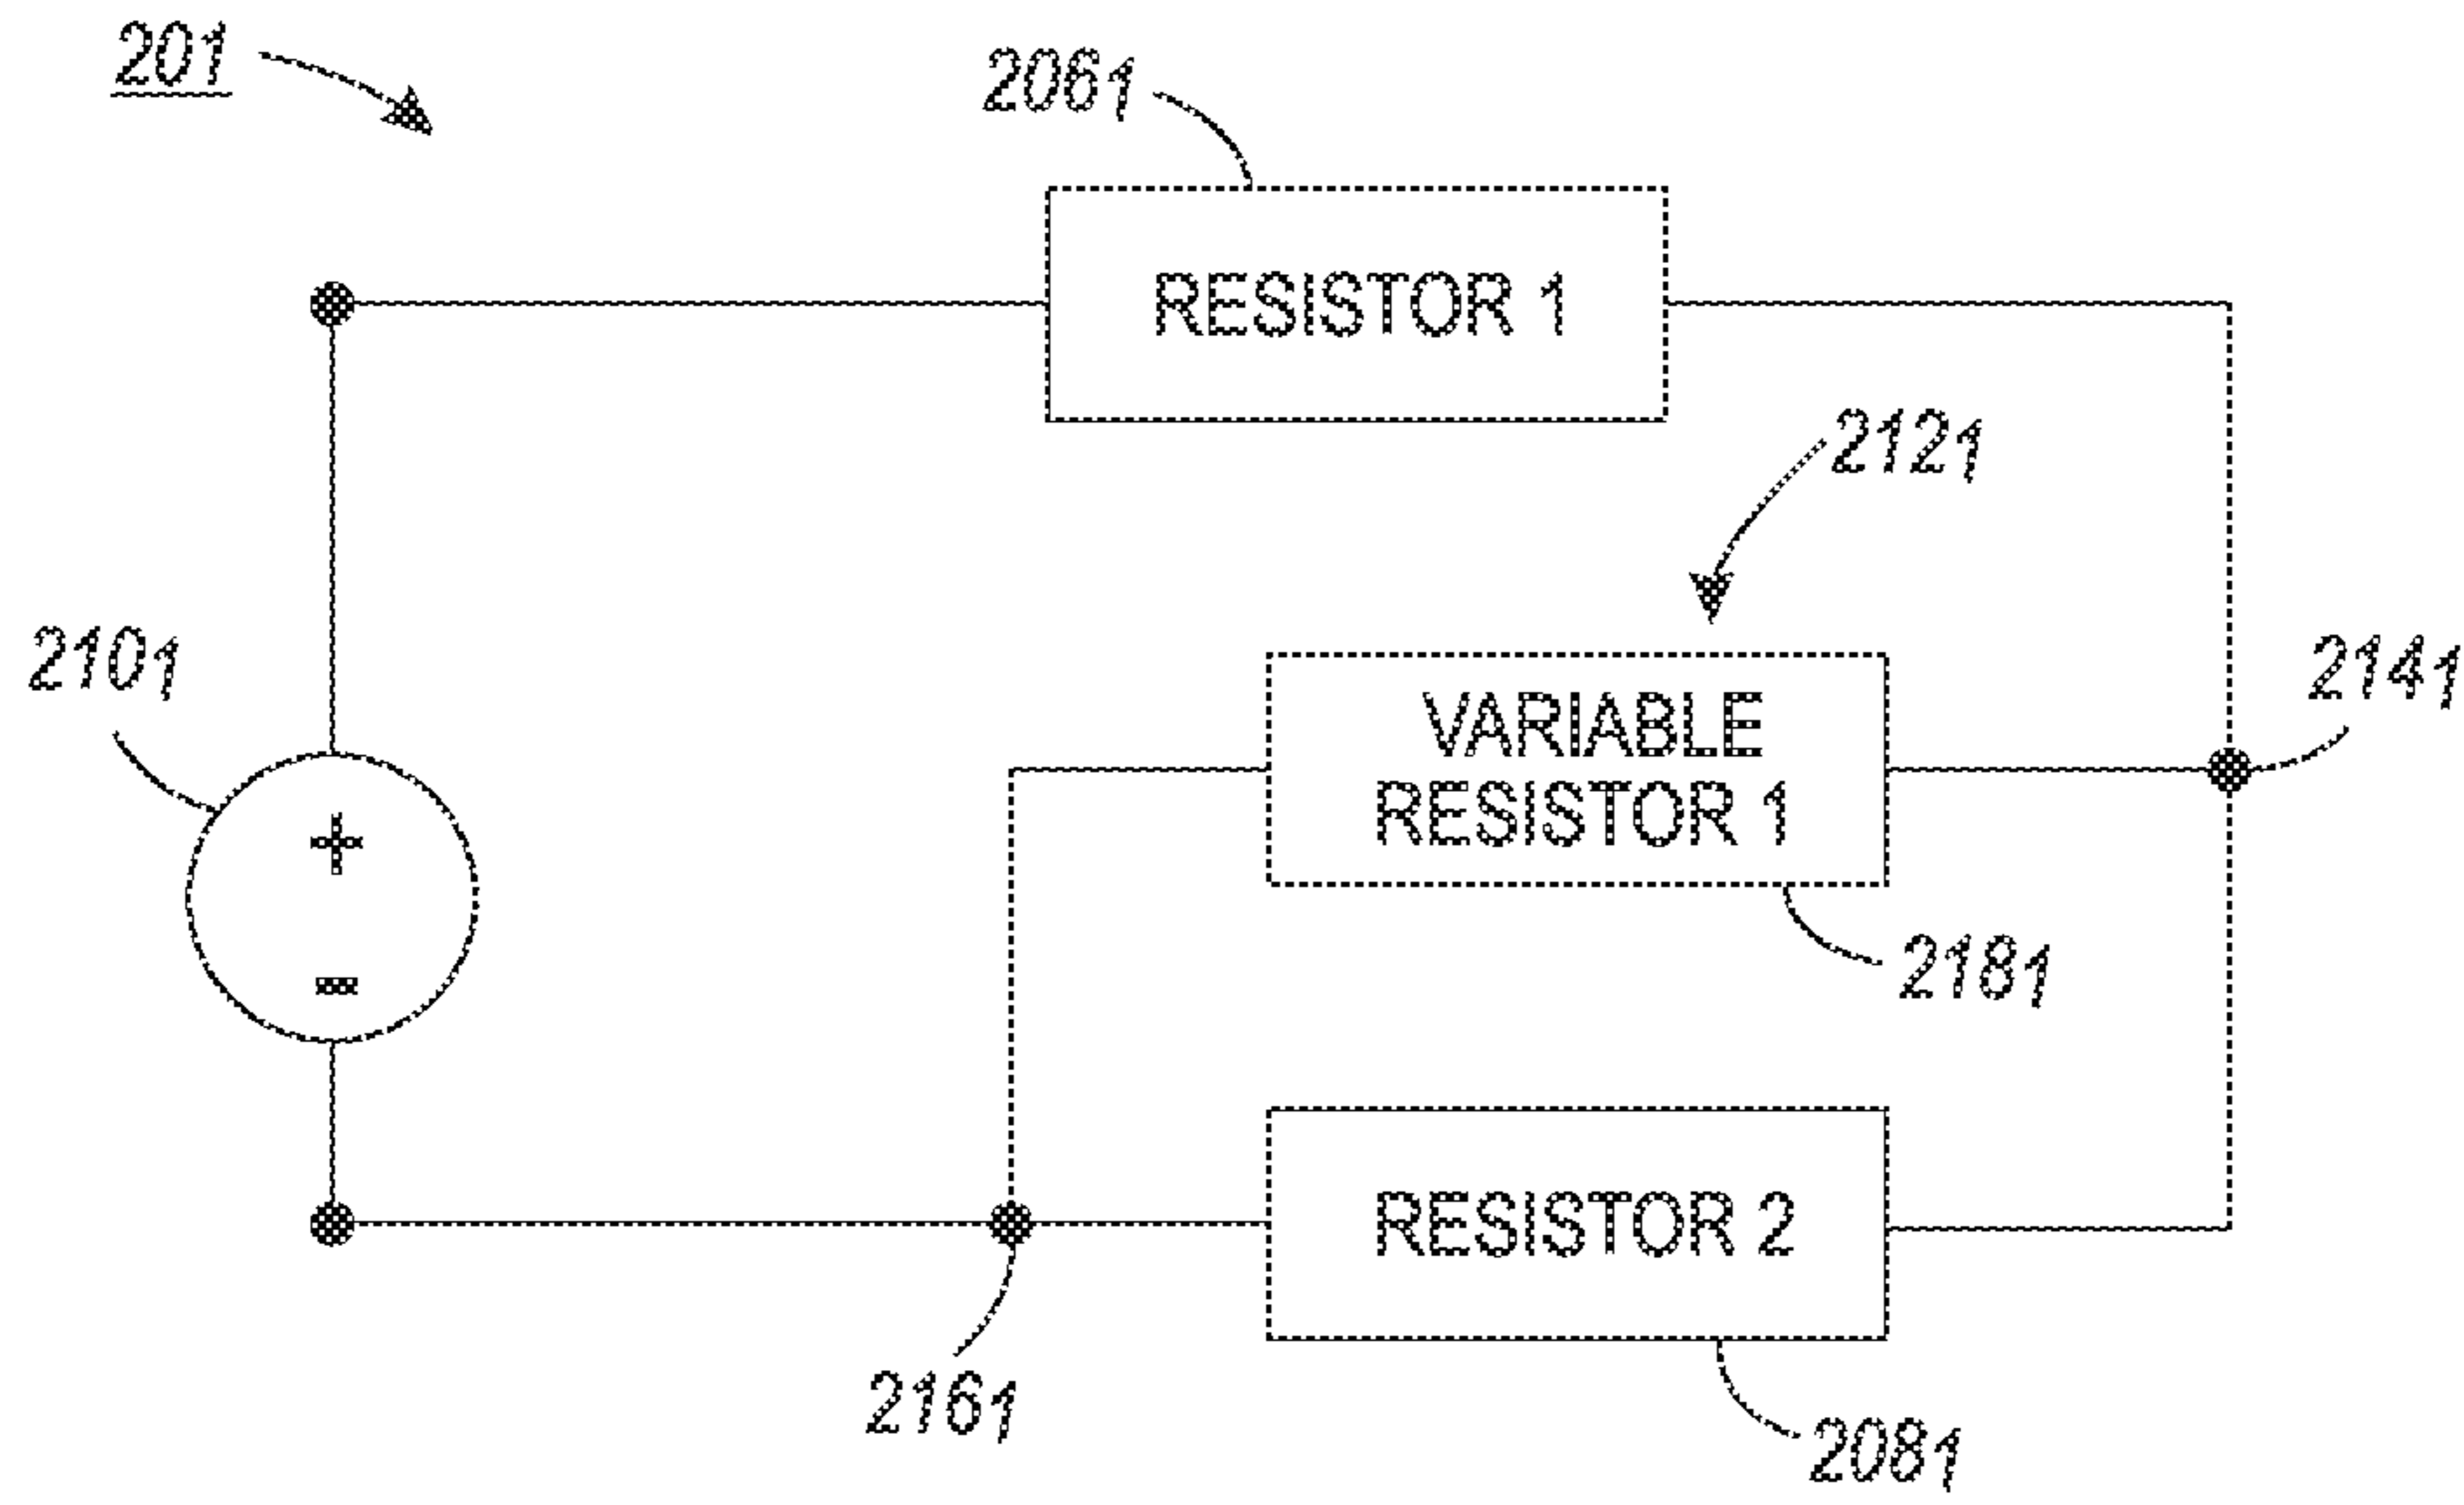 201
206₁
RESISTOR 1
212₁
210₁
214₁
+
VARIABLE
RESISTOR 1
-
218₁
RESISTOR 2
216₁
208₁